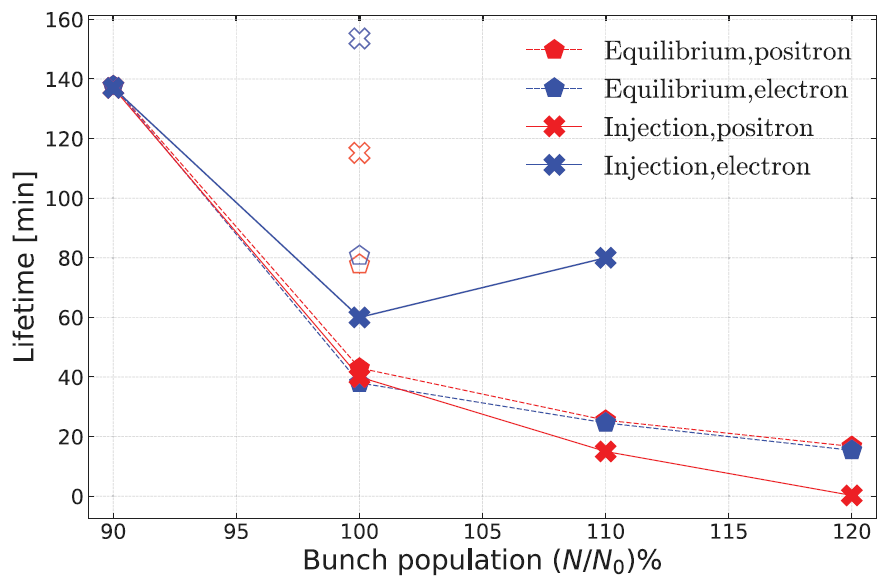 160
140
120
100
80
60
40
20
0
Lifetime [min]
Equilibrium,positron
Equilibrium,electron
Injection,positron
Injection,electron
90 95 100 105 110 115 120
Bunch population (N/N₀)%